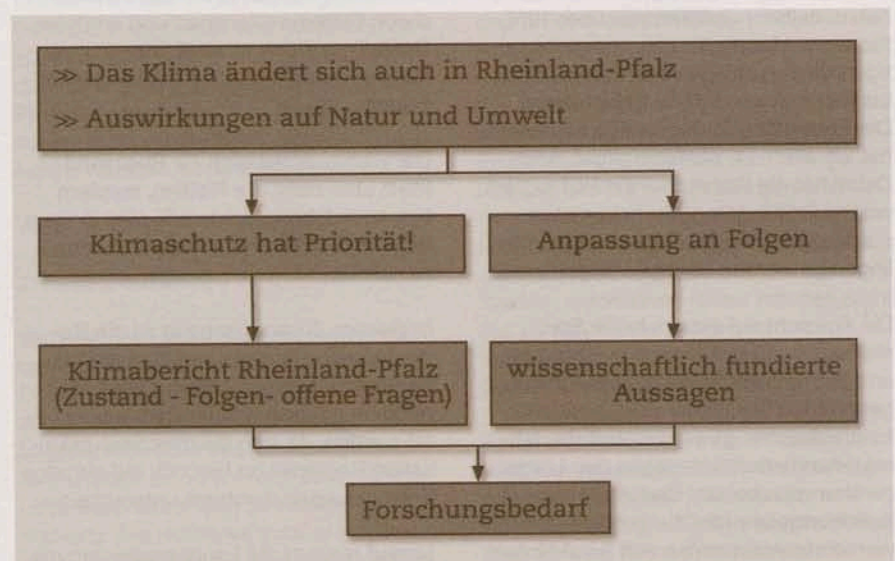 ≫ Das Klima ändert sich auch in Rheinland-Pfalz
≫ Auswirkungen auf Natur und Umwelt
Klimaschutz hat Priorität!
Anpassung an Folgen
Klimabericht Rheinland-Pfalz
(Zustand - Folgen- offene Fragen)
wissenschaftlich fundierte
Aussagen
Forschungsbedarf